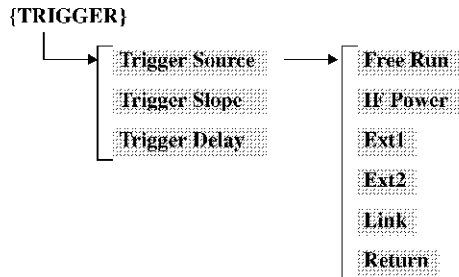 {TRIGGER}
Trigger Source
Trigger Slope
Trigger Delay
Free Run
IF Power
Ext1
Ext2
Link
Return